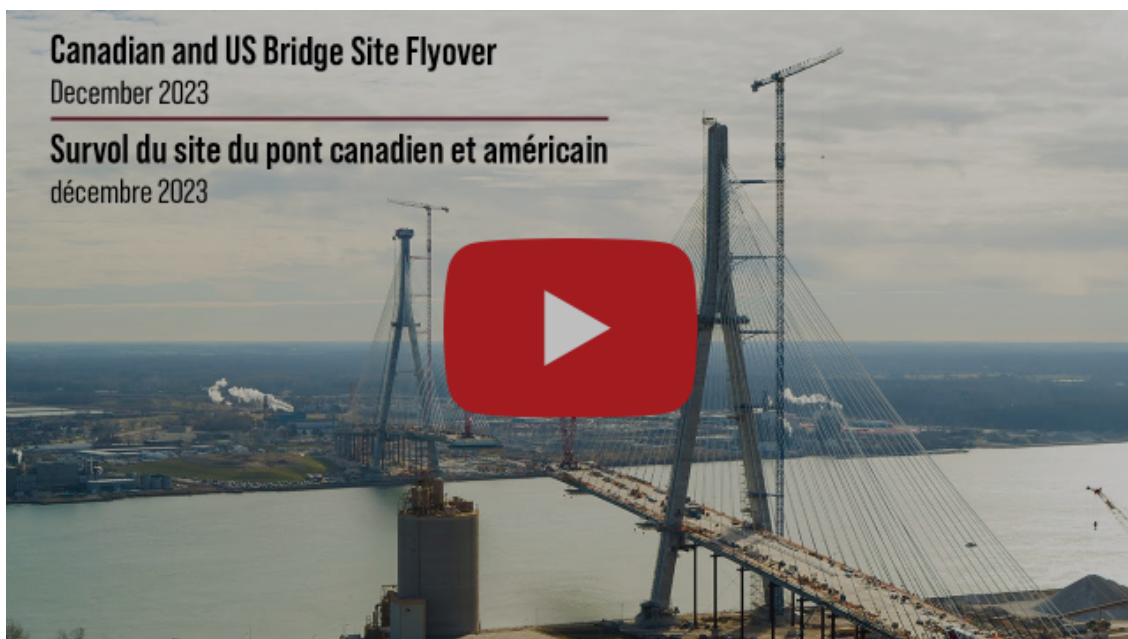 Canadian and US Bridge Site Flyover
December 2023
Survol du site du pont canadien et américain
décembre 2023